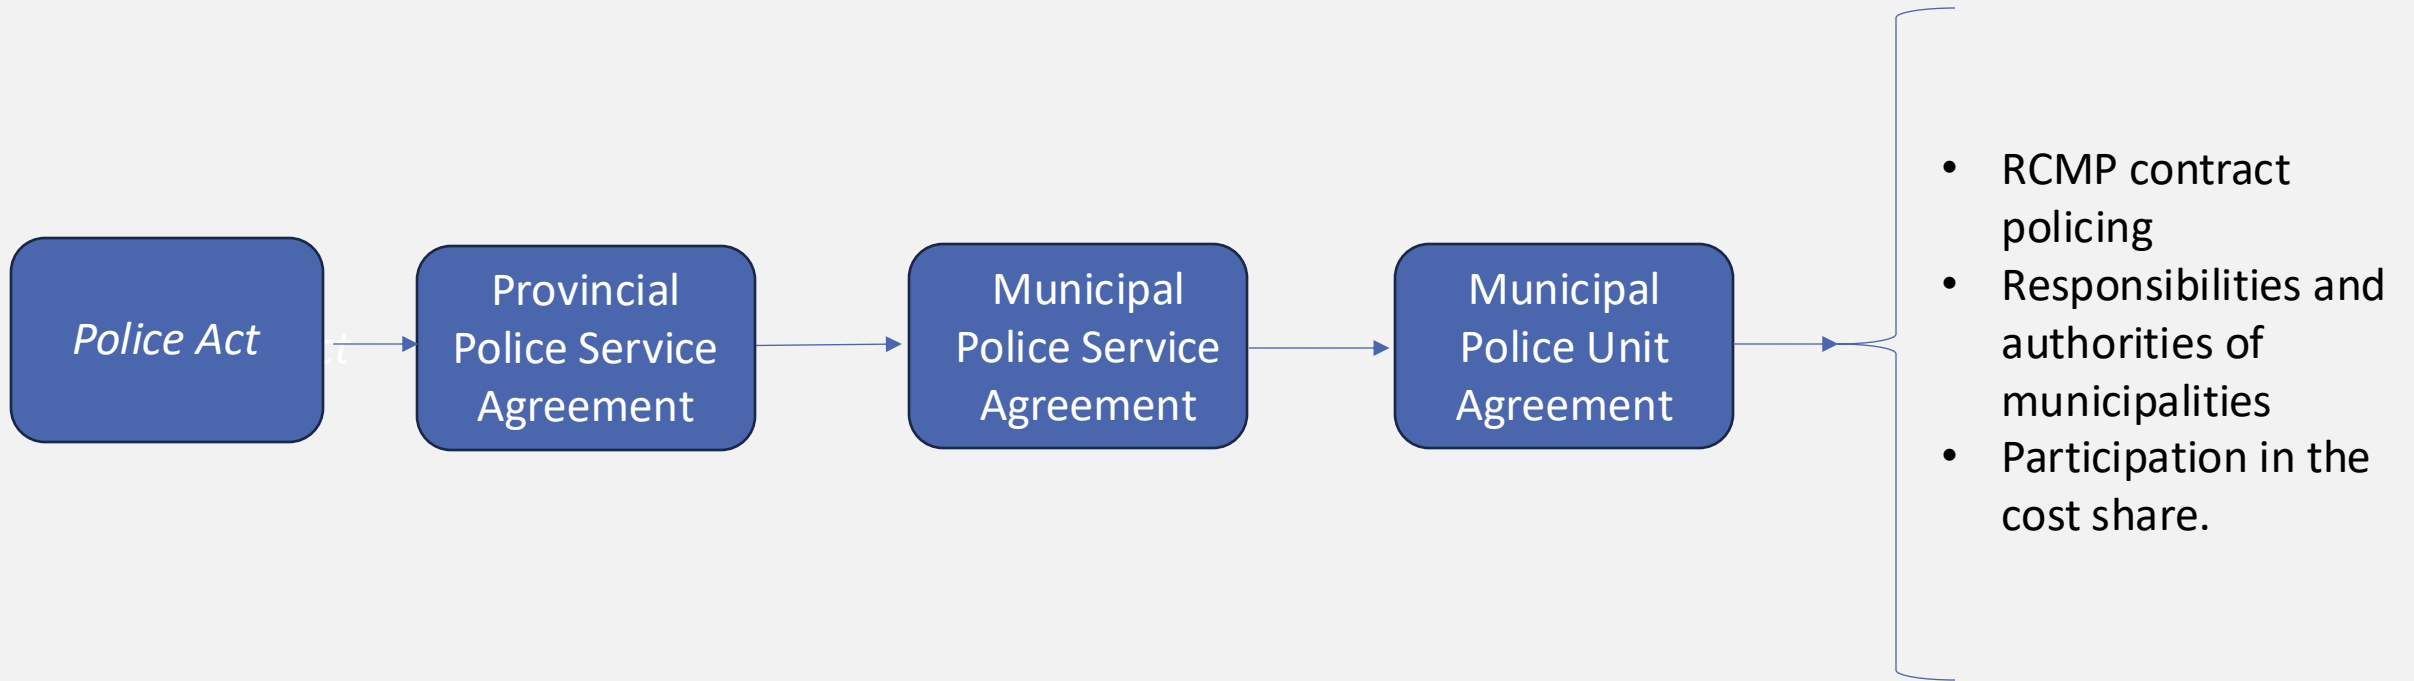 Police Act
Provincial
Police Service
Agreement
Municipal
Police Service
Agreement
Municipal
Police Unit
Agreement
• RCMP contract
policing
• Responsibilities and
authorities of
municipalities
• Participation in the
cost share.